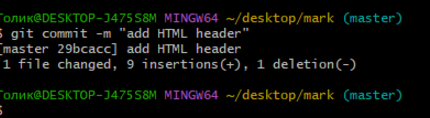 Толик@DESKTOP-J475S8M MINGW64 ~/desktop/mark (master)
$ git commit -m "add HTML header"
[master 29bcacc] add HTML header
1 file changed, 9 insertions(+), 1 deletion(-)
Толик@DESKTOP-J475S8M MINGW64 ~/desktop/mark (master)
$